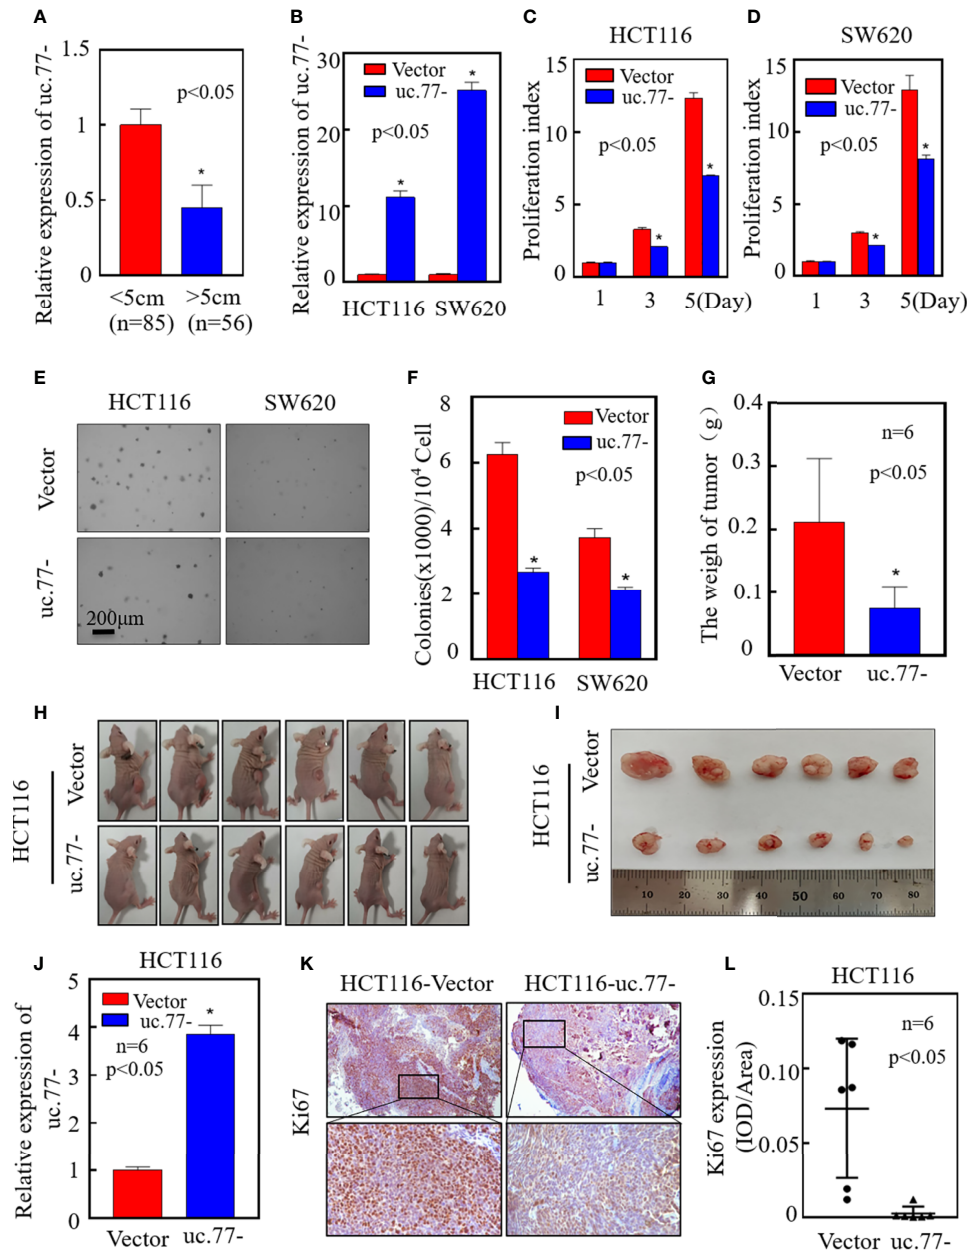 A
Relative expression of uc.77-
1.5
1
0.5
0
p<0.05
*
<5cm
(n=85)
>5cm
(n=56)
B
Relative expression of uc.77-
30
20
10
0
Vector
uc.77-
p<0.05
*
*
HCT116
SW620
C
HCT116
Proliferation index
15
10
5
0
Vector
uc.77-
p<0.05
*
*
1
3
5(Day)
D
SW620
Proliferation index
15
10
5
0
Vector
uc.77-
p<0.05
*
*
1
3
5(Day)
E
HCT116
SW620
Vector
uc.77-
200μm
F
Colonies(x1000)/10⁴ Cell
8
6
4
2
0
Vector
uc.77-
p<0.05
*
*
HCT116
SW620
G
The weigh of tumor（g）
0.4
0.3
0.2
0.1
0
n=6
p<0.05
*
Vector
uc.77-
H
HCT116
Vector
uc.77-
I
HCT116
Vector
uc.77-
10 20 30 40 50 60 70 80
J
HCT116
Relative expression of
uc.77-
5
4
3
2
1
0
Vector
uc.77-
n=6
p<0.05
*
Vector
uc.77-
K
HCT116-Vector
HCT116-uc.77-
Ki67
L
HCT116
Ki67 expression
(IOD/Area)
0.15
0.10
0.05
0
n=6
p<0.05
Vector
uc.77-